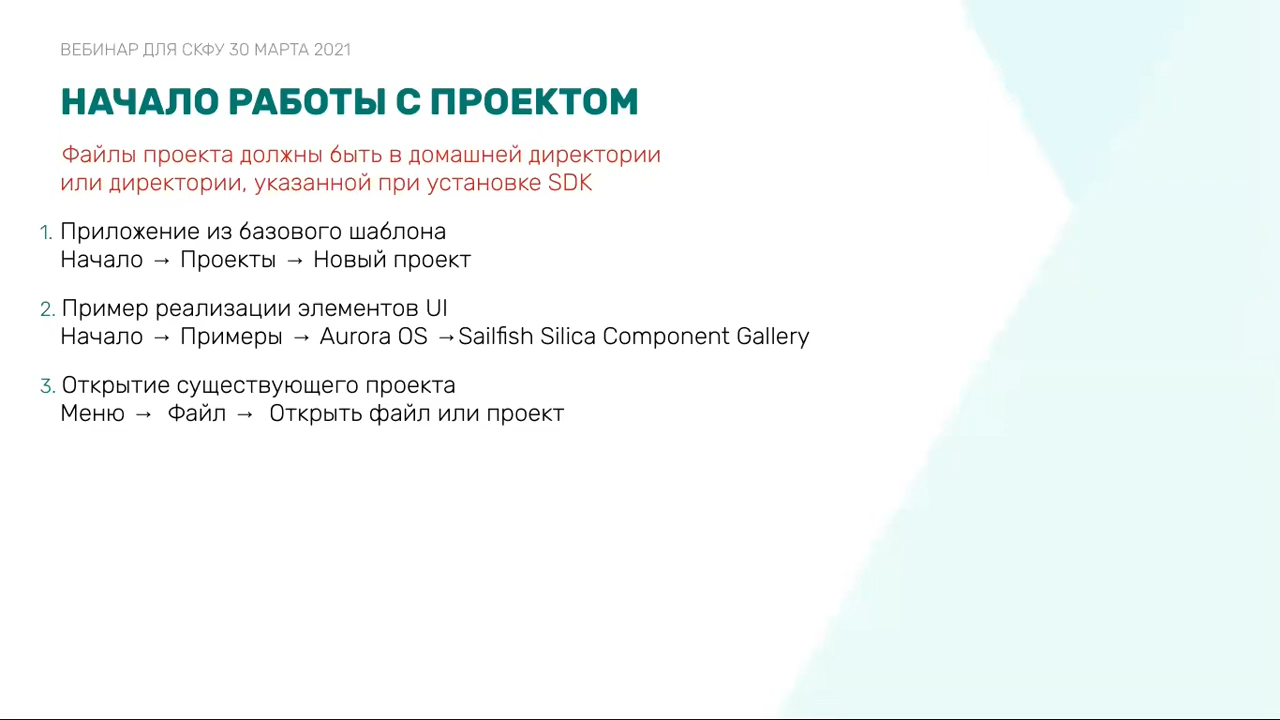 ВЕБИНАР ДЛЯ СКФУ 30 МАРТА 2021
НАЧАЛО РАБОТЫ С ПРОЕКТОМ
Файлы проекта должны быть в домашней директории
или директории, указанной при установке SDK
1. Приложение из базового шаблона
Начало → Проекты → Новый проект
2. Пример реализации элементов UI
Начало → Примеры → Aurora OS →Sailfish Silica Component Gallery
3. Открытие существующего проекта
Меню → Файл → Открыть файл или проект